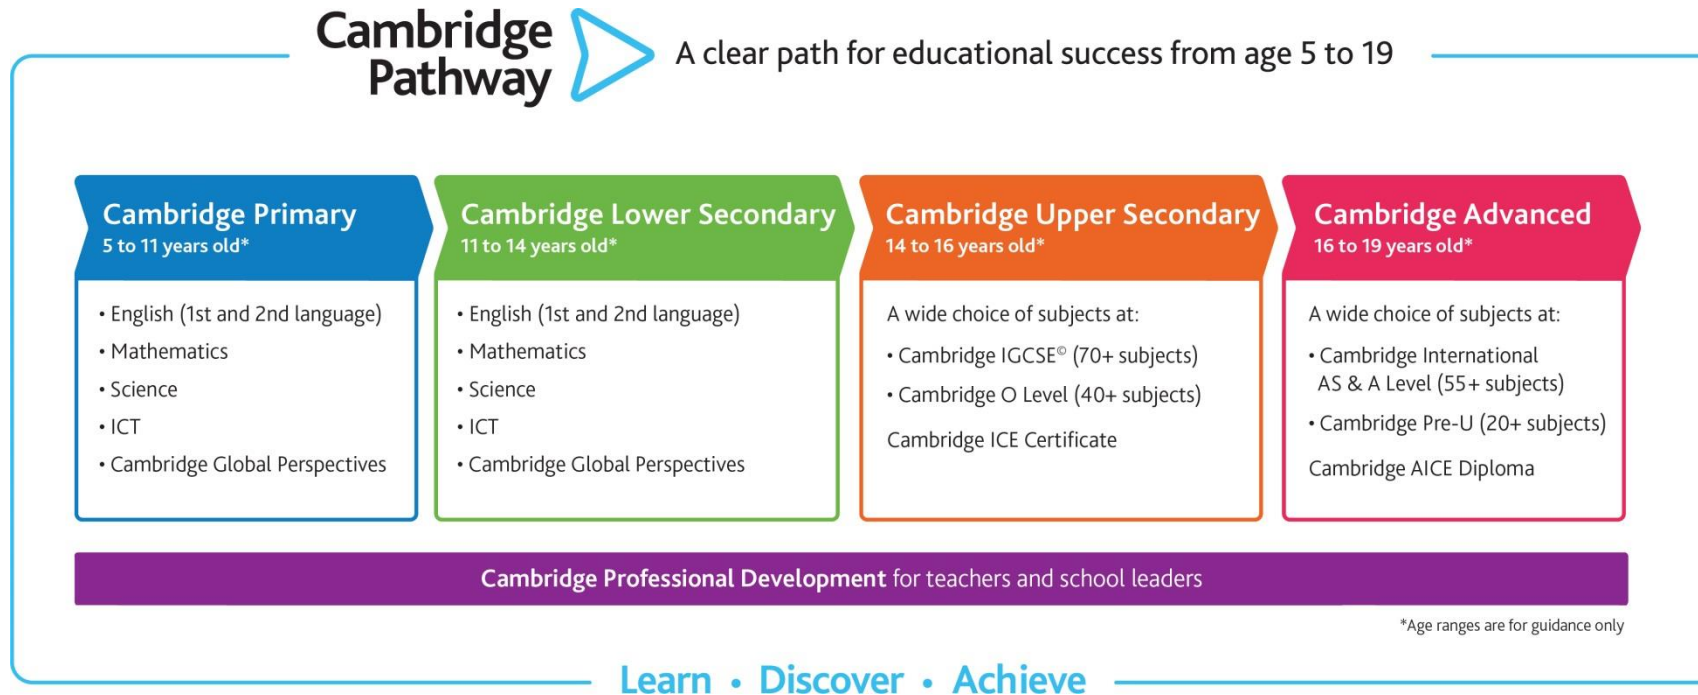 Cambridge
Pathway
A clear path for educational success from age 5 to 19
Cambridge Primary
5 to 11 years old*
• English (1st and 2nd language)
• Mathematics
• Science
• ICT
• Cambridge Global Perspectives
Cambridge Lower Secondary
11 to 14 years old*
• English (1st and 2nd language)
• Mathematics
• Science
• ICT
• Cambridge Global Perspectives
Cambridge Upper Secondary
14 to 16 years old*
A wide choice of subjects at:
• Cambridge IGCSE© (70+ subjects)
• Cambridge O Level (40+ subjects)
Cambridge ICE Certificate
Cambridge Advanced
16 to 19 years old*
A wide choice of subjects at:
• Cambridge International
AS & A Level (55+ subjects)
• Cambridge Pre-U (20+ subjects)
Cambridge AICE Diploma
Cambridge Professional Development for teachers and school leaders
*Age ranges are for guidance only
Learn • Discover • Achieve